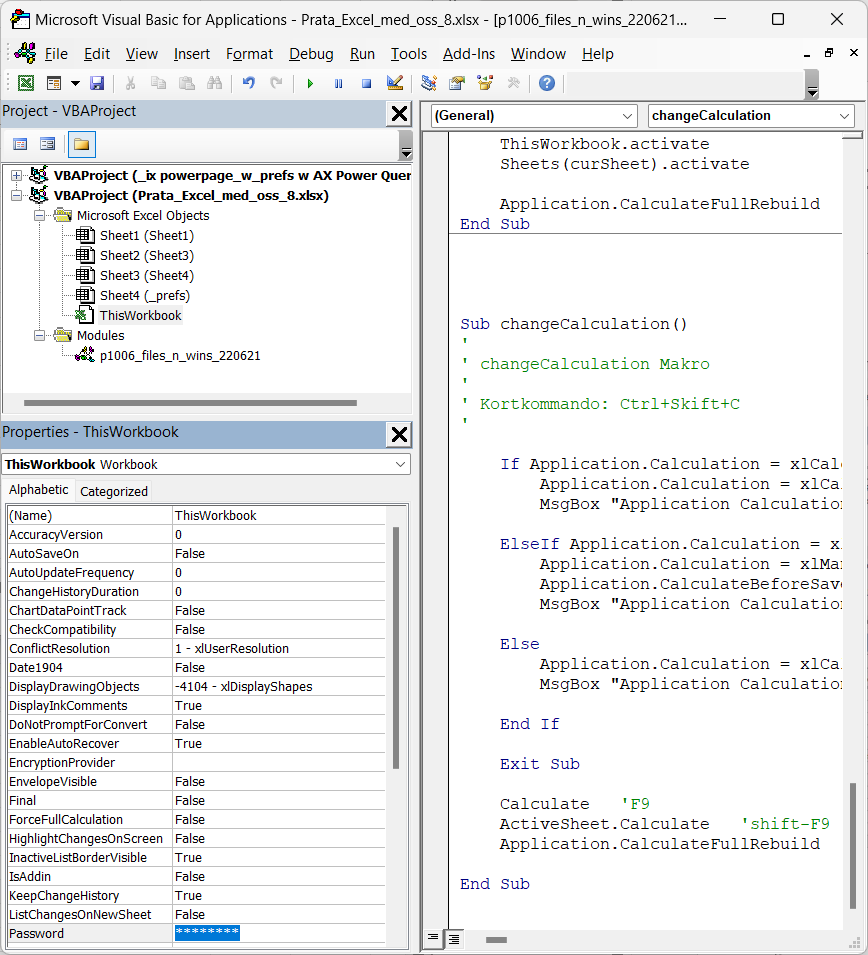 Microsoft Visual Basic for Applications - Prata_Excel_med_oss_8.xlsx - [p1006_files_n_wins_220621...
File Edit View Insert Format Debug Run Tools Add-Ins Window Help
Project - VBAProject
VBAProject (_ix powerpage_w_prefs w AX Power Quer
VBAProject (Prata_Excel_med_oss_8.xlsx)
Microsoft Excel Objects
Sheet1 (Sheet1)
Sheet2 (Sheet3)
Sheet3 (Sheet4)
Sheet4 (_prefs)
ThisWorkbook
Modules
p1006_files_n_wins_220621
Properties - ThisWorkbook
ThisWorkbook Workbook
Alphabetic Categorized
(Name) ThisWorkbook
AccuracyVersion 0
AutoSaveOn False
AutoUpdateFrequency 0
ChangeHistoryDuration 0
ChartDataPointTrack False
CheckCompatibility False
ConflictResolution 1 - xlUserResolution
Date1904 False
DisplayDrawingObjects -4104 - xlDisplayShapes
DisplayInkComments True
DoNotPromptForConvert False
EnableAutoRecover True
EncryptionProvider
EnvelopeVisible False
Final False
ForceFullCalculation False
HighlightChangesOnScreen False
InactiveListBorderVisible True
IsAddin False
KeepChangeHistory True
ListChangesOnNewSheet False
Password ********
(General) changeCalculation
ThisWorkbook.activate
Sheets(curSheet).activate
Application.CalculateFullRebuild
End Sub
Sub changeCalculation()
'
' changeCalculation Makro
'
' Kortkommando: Ctrl+Skift+C
'
If Application.Calculation = xlCal
Application.Calculation = xlCa
MsgBox "Application Calculation
ElseIf Application.Calculation = x
Application.Calculation = xlMan
Application.CalculateBeforeSave
MsgBox "Application Calculation
Else
Application.Calculation = xlCa
MsgBox "Application Calculation
End If
Exit Sub
Calculate 'F9
ActiveSheet.Calculate 'shift-F9
Application.CalculateFullRebuild
End Sub